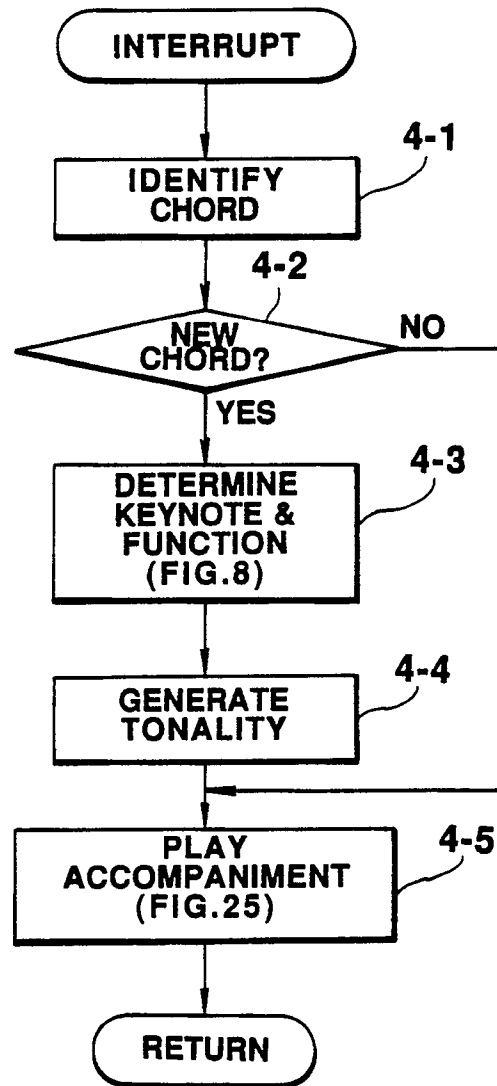 INTERRUPT
4-1
IDENTIFY
CHORD
4-2
NEW
CHORD?
NO
YES
4-3
DETERMINE
KEYNOTE &
FUNCTION
(FIG.8)
4-4
GENERATE
TONALITY
4-5
PLAY
ACCOMPANIMENT
(FIG.25)
RETURN